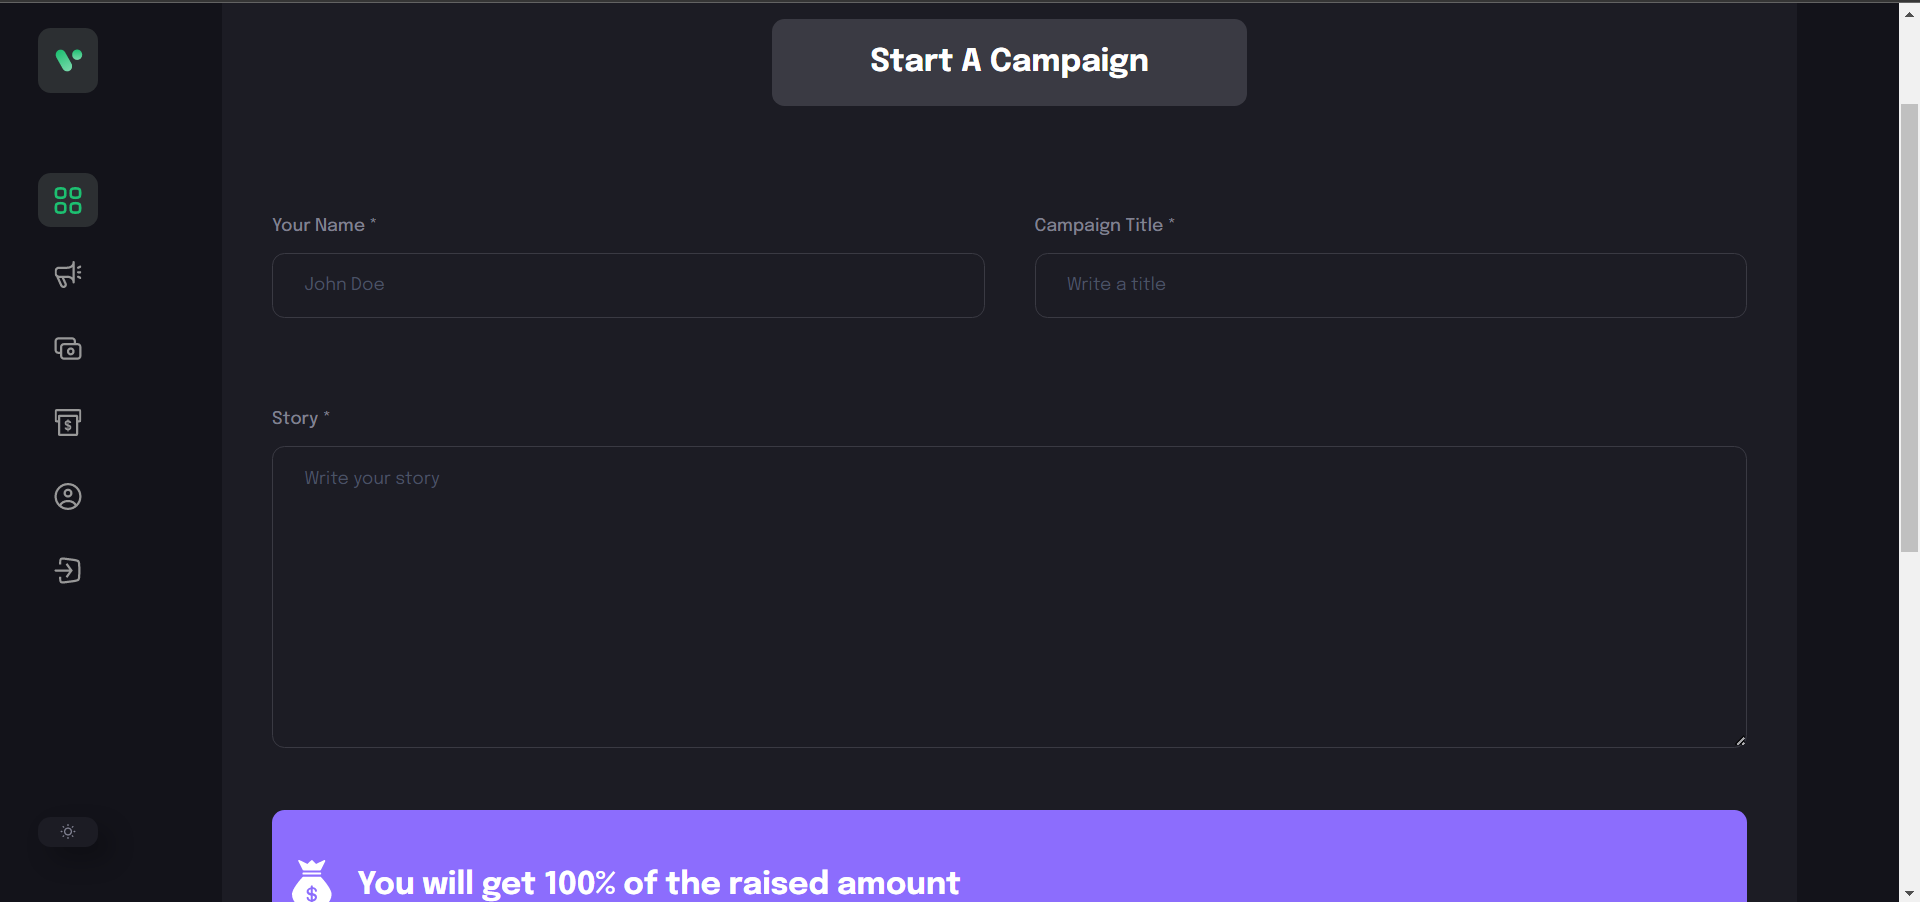 Start A Campaign
Your Name *
Campaign Title *
John Doe
Write a title
Story *
Write your story
You will get 100% of the raised amount